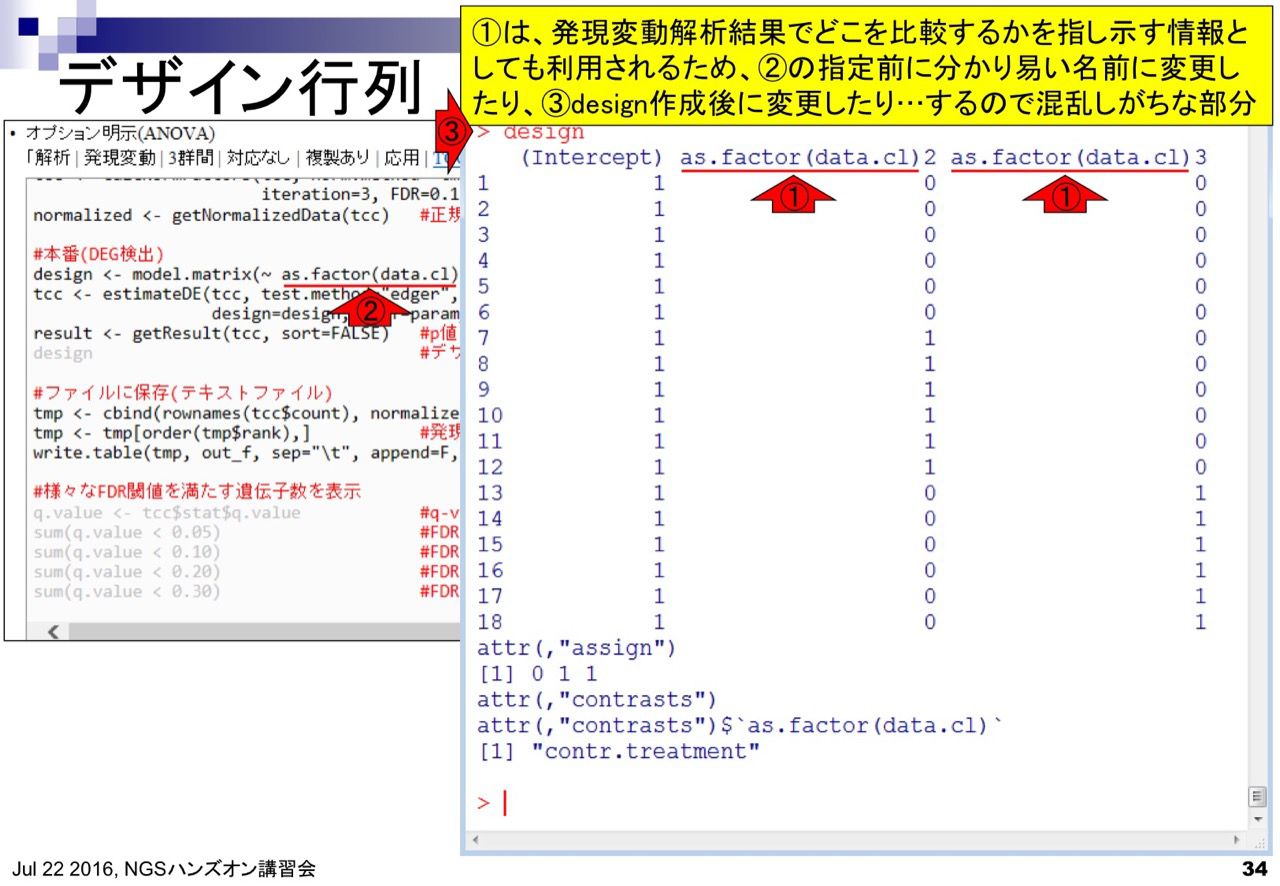 ①は、発現変動解析結果でどこを比較するかを指し示す情報と
しても利用されるため、②の指定前に分かり易い名前に変更し
たり、③design作成後に変更したり…するので混乱しがちな部分
デザイン行列
• オプション明示(ANOVA)
「解析 | 発現変動 | 3群間 | 対応なし | 複製あり | 応用 |
iteration=3, FDR=0.1
normalized <- getNormalizedData(tcc) #正規
#本番(DEG検出)
design <- model.matrix(~ as.factor(data.cl)
tcc <- estimateDE(tcc, test.method="edger",
design=design, param
②
result <- getResult(tcc, sort=FALSE) #p値
design #デザ
#ファイルに保存(テキストファイル)
tmp <- cbind(rownames(tcc$count), normalize
tmp <- tmp[order(tmp$rank),] #発現
write.table(tmp, out_f, sep="\t", append=F,
#様々なFDR閾値を満たす遺伝子数を表示
q.value <- tcc$stat$q.value #q-v
sum(q.value < 0.05) #FDR
sum(q.value < 0.10) #FDR
sum(q.value < 0.20) #FDR
sum(q.value < 0.30) #FDR
③
> design
(Intercept) as.factor(data.cl)2 as.factor(data.cl)3
① ①
1 1 0 0
2 1 0 0
3 1 0 0
4 1 0 0
5 1 0 0
6 1 0 0
7 1 1 0
8 1 1 0
9 1 1 0
10 1 1 0
11 1 1 0
12 1 1 0
13 1 0 1
14 1 0 1
15 1 0 1
16 1 0 1
17 1 0 1
18 1 0 1
attr(,"assign")
[1] 0 1 1
attr(,"contrasts")
attr(,"contrasts")$`as.factor(data.cl)`
[1] "contr.treatment"
>
Jul 22 2016, NGSハンズオン講習会
34